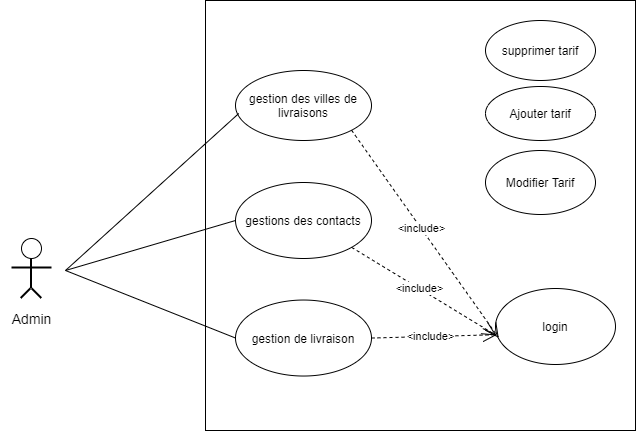 supprimer tarif
gestion des villes de
livraisons
Ajouter tarif
Modifier Tarif
gestions des contacts
<include>
<include>
Admin
gestion de livraison
<include>
login